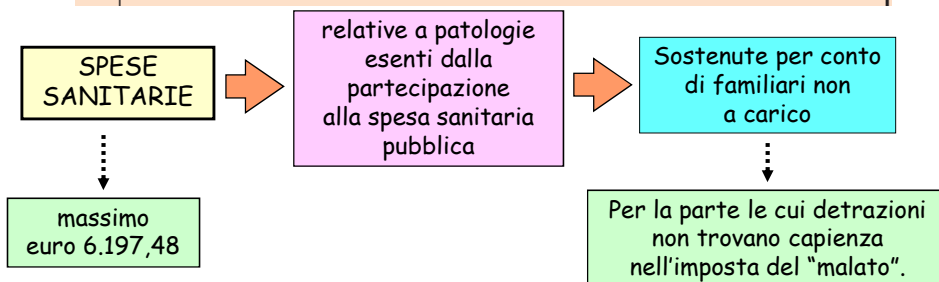 SPESE
SANITARIE
relative a patologie
esenti dalla
partecipazione
alla spesa sanitaria
pubblica
Sostenute per conto
di familiari non
a carico
massimo
euro 6.197,48
Per la parte le cui detrazioni
non trovano capienza
nell'imposta del "malato".